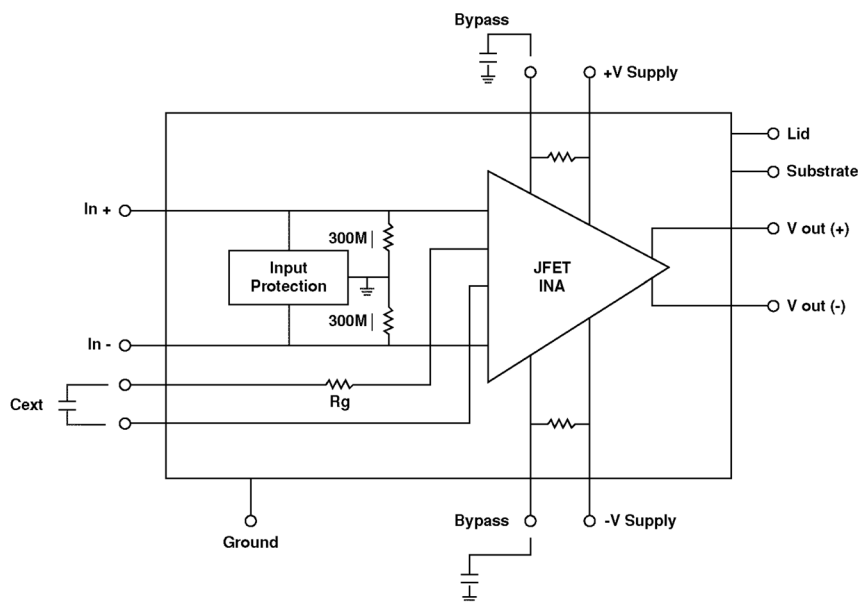 Bypass
+V Supply
Lid
Substrate
In +
300M |
V out (+)
Input
Protection
JFET
INA
300M |
V out (-)
In -
Cext
Rg
Bypass
-V Supply
Ground